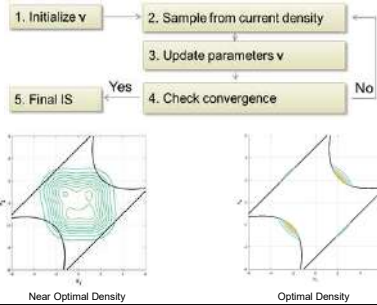 1. Initialize v
2. Sample from current density
3. Update parameters v
Yes
No
5. Final IS
4. Check convergence
Near Optimal Density
Optimal Density